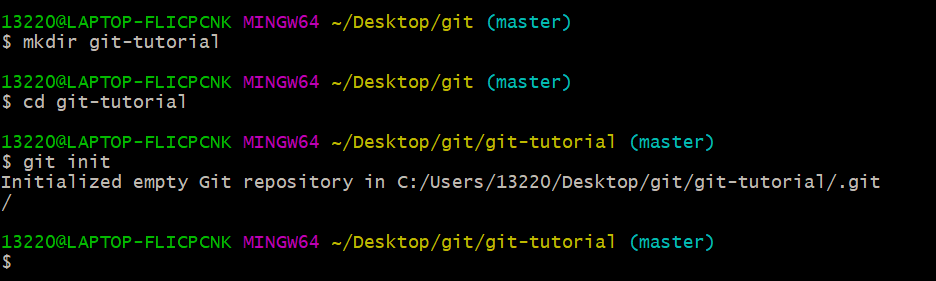 13220@LAPTOP-FLICPCNK MINGW64 ~/Desktop/git (master)
$ mkdir git-tutorial
13220@LAPTOP-FLICPCNK MINGW64 ~/Desktop/git (master)
$ cd git-tutorial
13220@LAPTOP-FLICPCNK MINGW64 ~/Desktop/git/git-tutorial (master)
$ git init
Initialized empty Git repository in C:/Users/13220/Desktop/git/git-tutorial/.git
/
13220@LAPTOP-FLICPCNK MINGW64 ~/Desktop/git/git-tutorial (master)
$